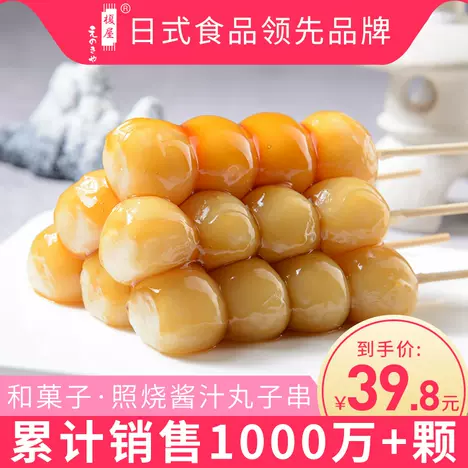 榎屋®
えのきや
日式食品领先品牌
到手价:
¥39.8元
和菓子·照烧酱汁丸子串
累计销售1000万+颗